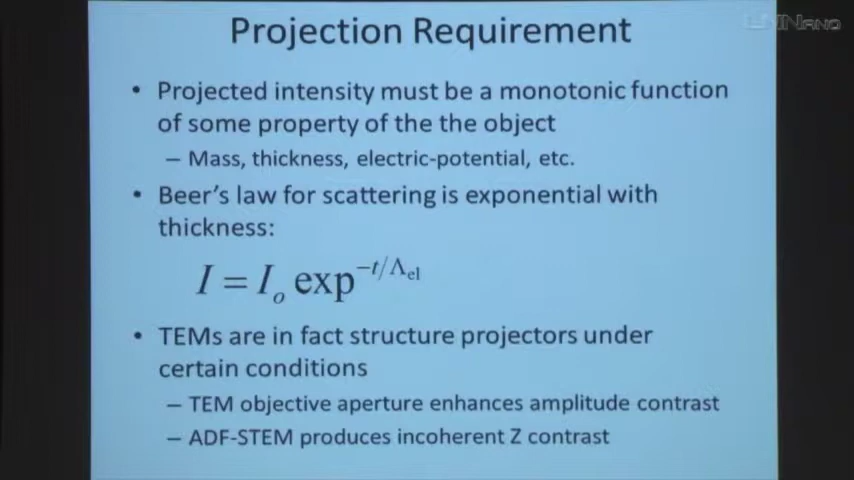 Projection Requirement
• Projected intensity must be a monotonic function
of some property of the the object
– Mass, thickness, electric-potential, etc.
• Beer's law for scattering is exponential with
thickness:
I = I_o exp^{-t/Λ_el}
• TEMs are in fact structure projectors under
certain conditions
– TEM objective aperture enhances amplitude contrast
– ADF-STEM produces incoherent Z contrast